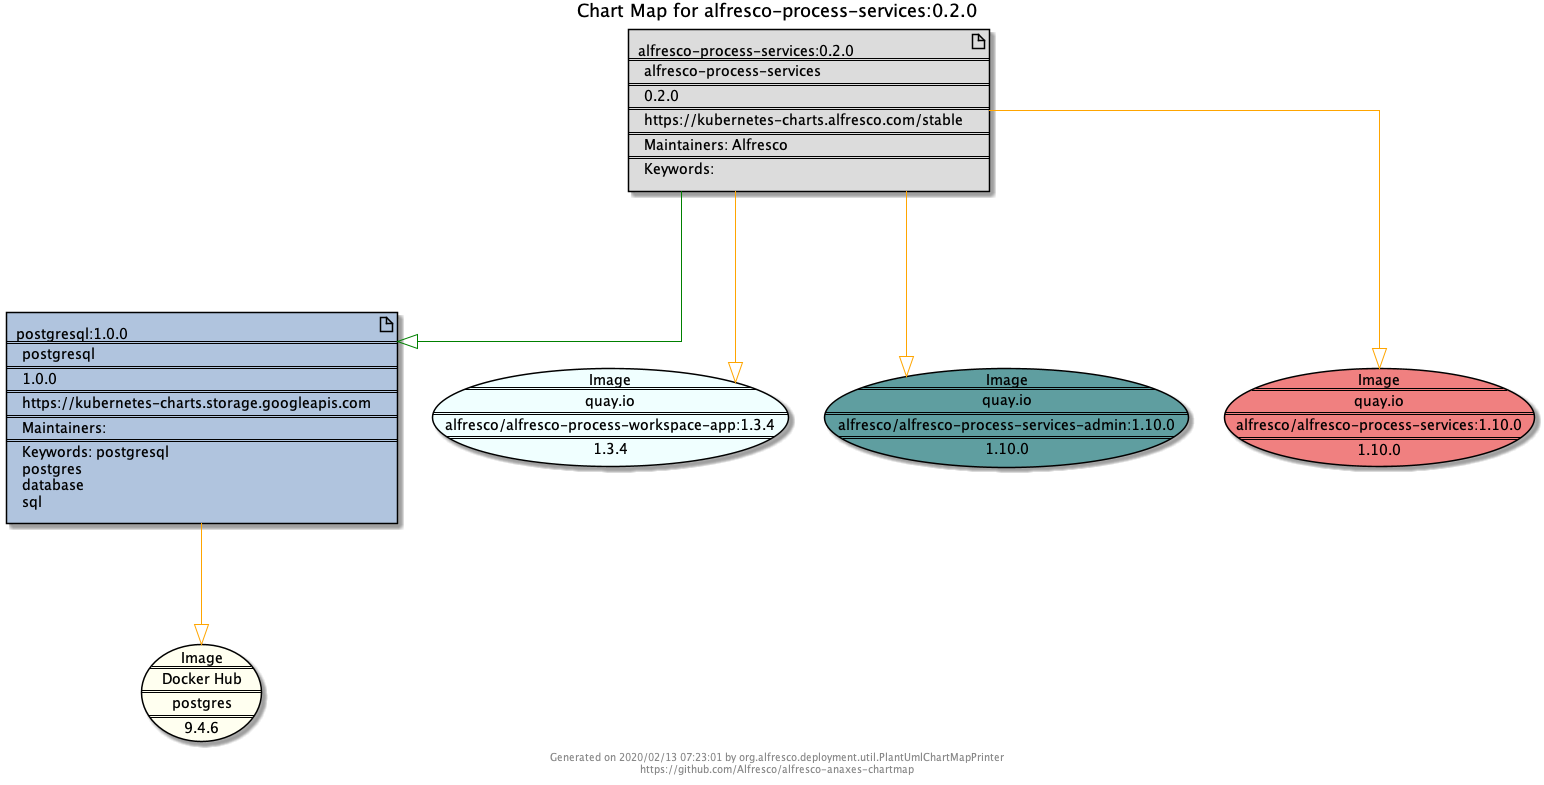 Chart Map for alfresco-process-services:0.2.0
alfresco-process-services:0.2.0
alfresco-process-services
0.2.0
https://kubernetes-charts.alfresco.com/stable
Maintainers: Alfresco
Keywords:
postgresql:1.0.0
postgresql
1.0.0
https://kubernetes-charts.storage.googleapis.com
Maintainers:
Keywords: postgresql
postgres
database
sql
Image
quay.io
alfresco/alfresco-process-workspace-app:1.3.4
1.3.4
Image
quay.io
alfresco/alfresco-process-services-admin:1.10.0
1.10.0
Image
quay.io
alfresco/alfresco-process-services:1.10.0
1.10.0
Image
Docker Hub
postgres
9.4.6
Generated on 2020/02/13 07:23:01 by org.alfresco.deployment.util.PlantUmlChartMapPrinter
https://github.com/Alfresco/alfresco-anaxes-chartmap